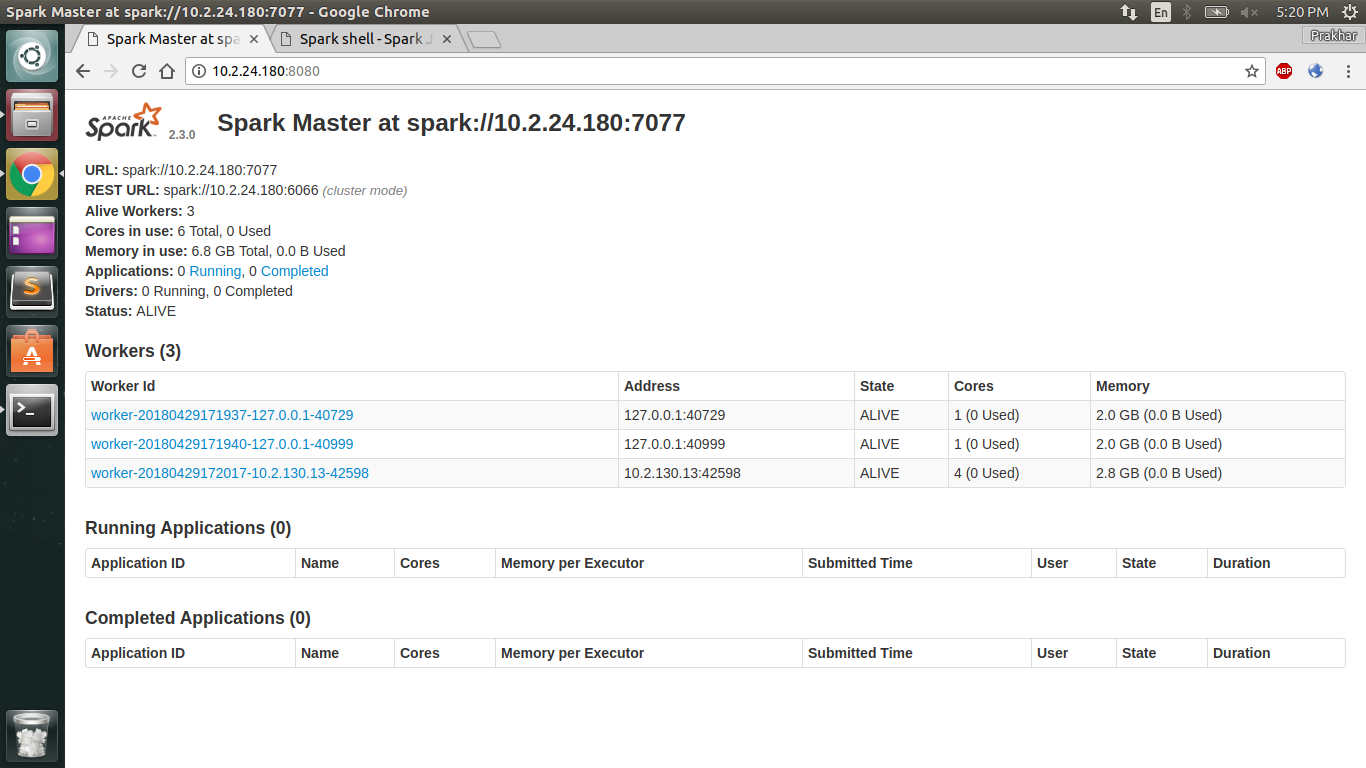 Spark Master at spark://10.2.24.180:7077 - Google Chrome
En
5:20 PM
Spark Master at spa
Spark shell - Spark J
Prakhar
10.2.24.180:8080
ABP
APACHE Spark 2.3.0
Spark Master at spark://10.2.24.180:7077
URL: spark://10.2.24.180:7077
REST URL: spark://10.2.24.180:6066 (cluster mode)
Alive Workers: 3
Cores in use: 6 Total, 0 Used
Memory in use: 6.8 GB Total, 0.0 B Used
Applications: 0 Running, 0 Completed
Drivers: 0 Running, 0 Completed
Status: ALIVE
Workers (3)
Worker Id Address State Cores Memory
worker-20180429171937-127.0.0.1-40729 127.0.0.1:40729 ALIVE 1 (0 Used) 2.0 GB (0.0 B Used)
worker-20180429171940-127.0.0.1-40999 127.0.0.1:40999 ALIVE 1 (0 Used) 2.0 GB (0.0 B Used)
worker-20180429172017-10.2.130.13-42598 10.2.130.13:42598 ALIVE 4 (0 Used) 2.8 GB (0.0 B Used)
Running Applications (0)
Application ID Name Cores Memory per Executor Submitted Time User State Duration
Completed Applications (0)
Application ID Name Cores Memory per Executor Submitted Time User State Duration